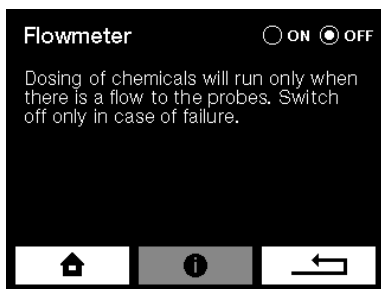 Flowmeter ON OFF
Dosing of chemicals will run only when
there is a flow to the probes. Switch
off only in case of failure.
i